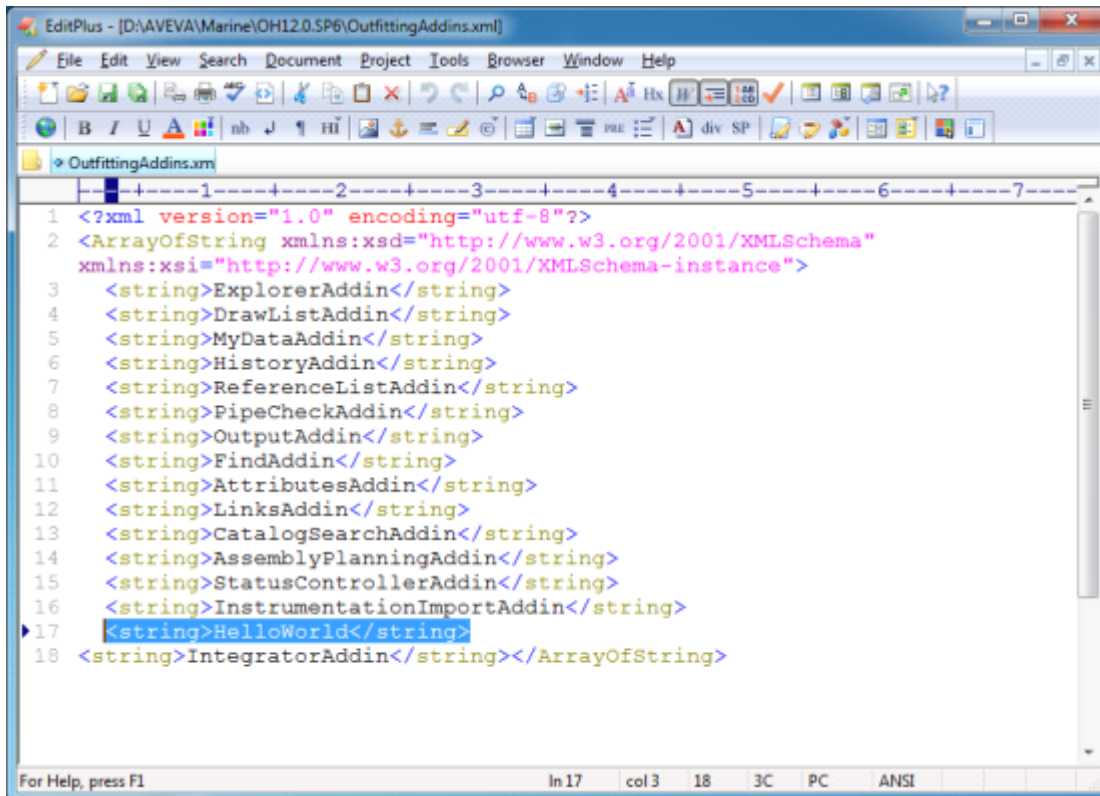 EditPlus - [D:\AVEVA\Marine\OH12.0.SP6\OutfittingAddins.xml]
File Edit View Search Document Project Tools Browser Window Help
B I U A nb HI div SP
OutfittingAddins.xm
----+----1----+----2----+----3----+----4----+----5----+----6----+----7----
1 <?xml version="1.0" encoding="utf-8"?>
2 <ArrayOfString xmlns:xsd="http://www.w3.org/2001/XMLSchema"
xmlns:xsi="http://www.w3.org/2001/XMLSchema-instance">
3 <string>ExplorerAddin</string>
4 <string>DrawListAddin</string>
5 <string>MyDataAddin</string>
6 <string>HistoryAddin</string>
7 <string>ReferenceListAddin</string>
8 <string>PipeCheckAddin</string>
9 <string>OutputAddin</string>
10 <string>FindAddin</string>
11 <string>AttributesAddin</string>
12 <string>LinksAddin</string>
13 <string>CatalogSearchAddin</string>
14 <string>AssemblyPlanningAddin</string>
15 <string>StatusControllerAddin</string>
16 <string>InstrumentationImportAddin</string>
17 <string>HelloWorld</string>
18 <string>IntegratorAddin</string></ArrayOfString>
For Help, press F1 ln 17 col 3 18 3C PC ANSI